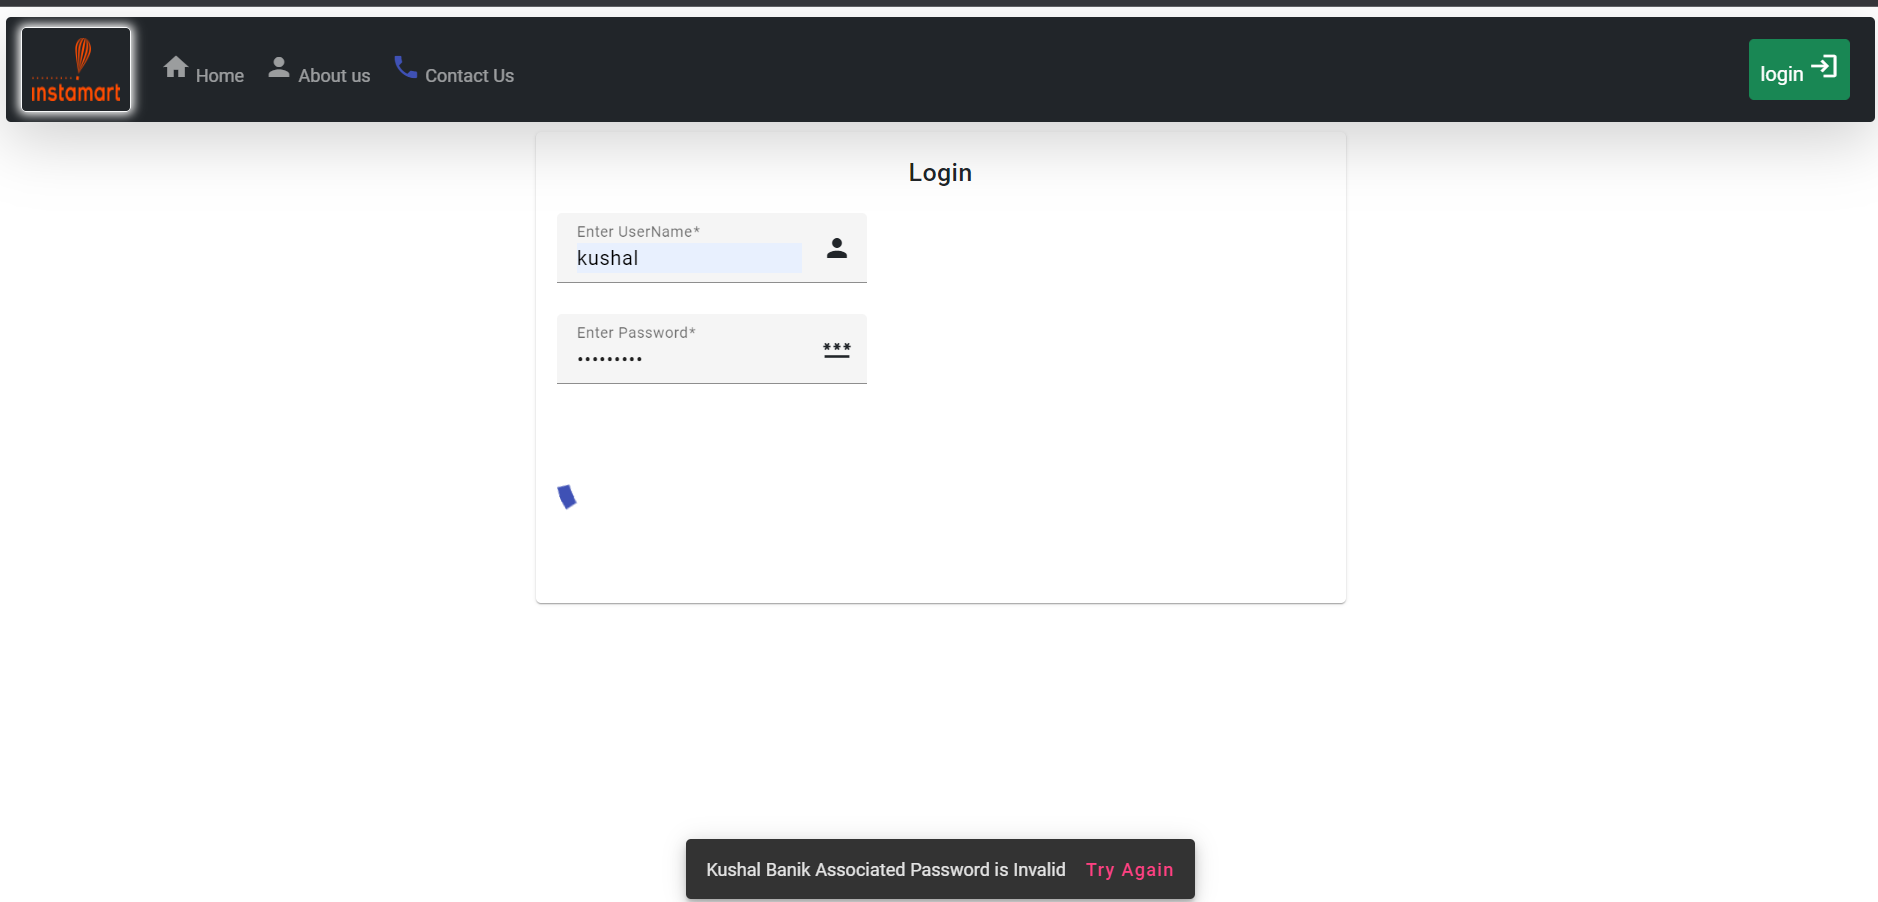 instamart
Home
About us
Contact Us
login
Login
Enter UserName*
kushal
Enter Password*
•••••••••
***
Kushal Banik Associated Password is Invalid
Try Again